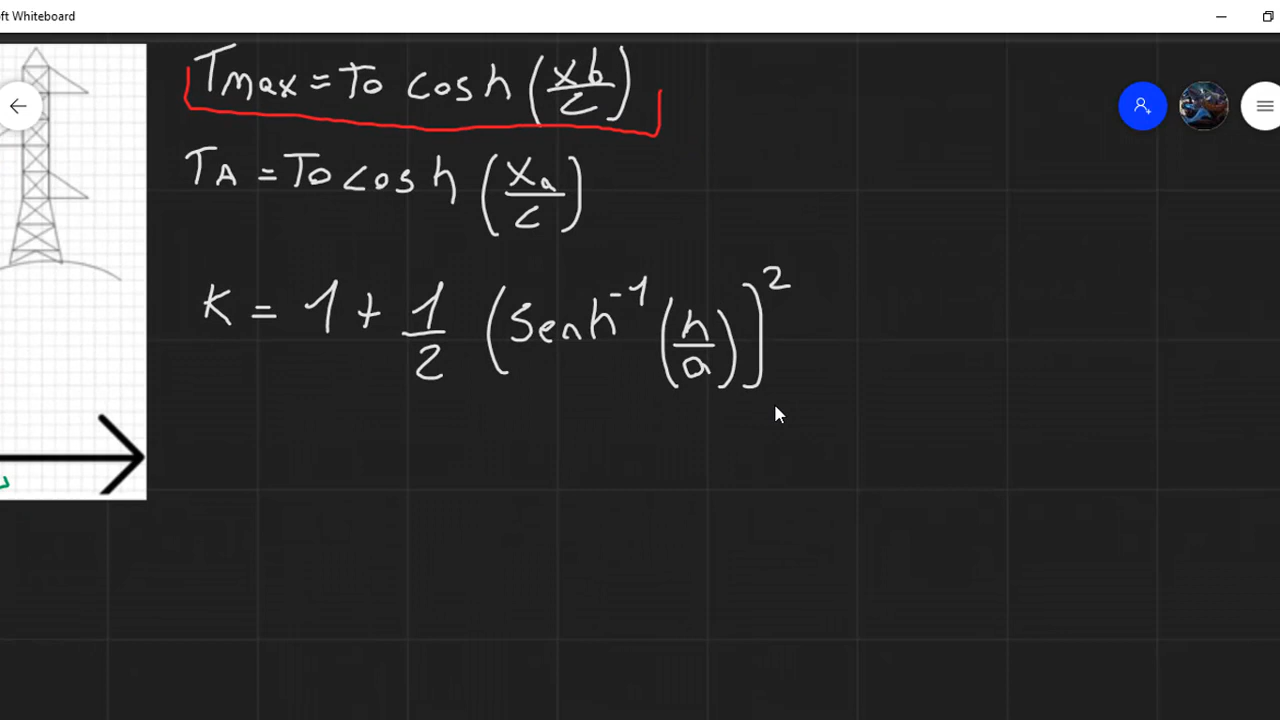 ft Whiteboard
Tmax = To cosh (xb/c)
TA = To cosh (xa/c)
K = 1 + 1/2 (Senh⁻¹ (h/a)]²